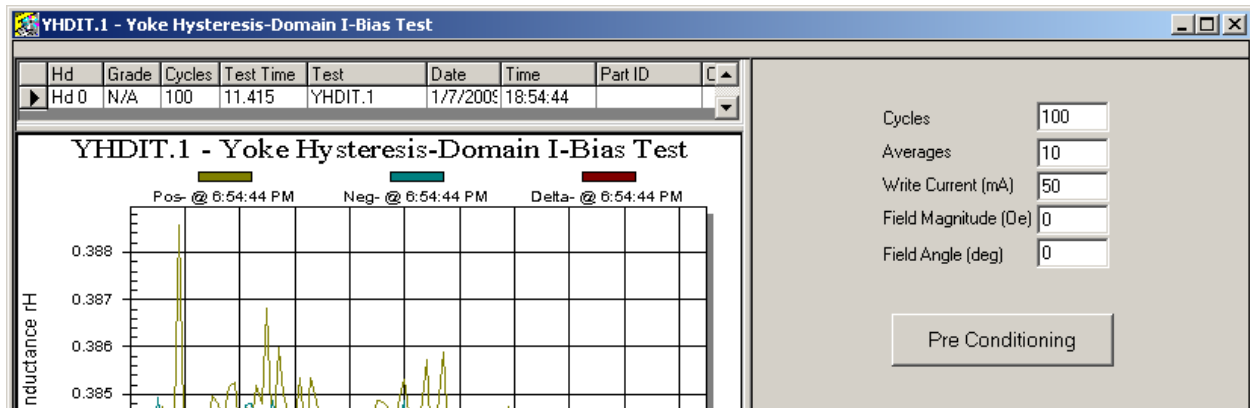 YHDIT.1 - Yoke Hysteresis-Domain I-Bias Test
Hd Grade Cycles Test Time Test Date Time Part ID
Hd 0 N/A 100 11.415 YHDIT.1 1/7/2009 18:54:44
YHDIT.1 - Yoke Hysteresis-Domain I-Bias Test
Pos- @ 6:54:44 PM Neg- @ 6:54:44 PM Delta- @ 6:54:44 PM
0.388
0.387
0.386
0.385
nductance rH
Cycles 100
Averages 10
Write Current (mA) 50
Field Magnitude (Oe) 0
Field Angle (deg) 0
Pre Conditioning